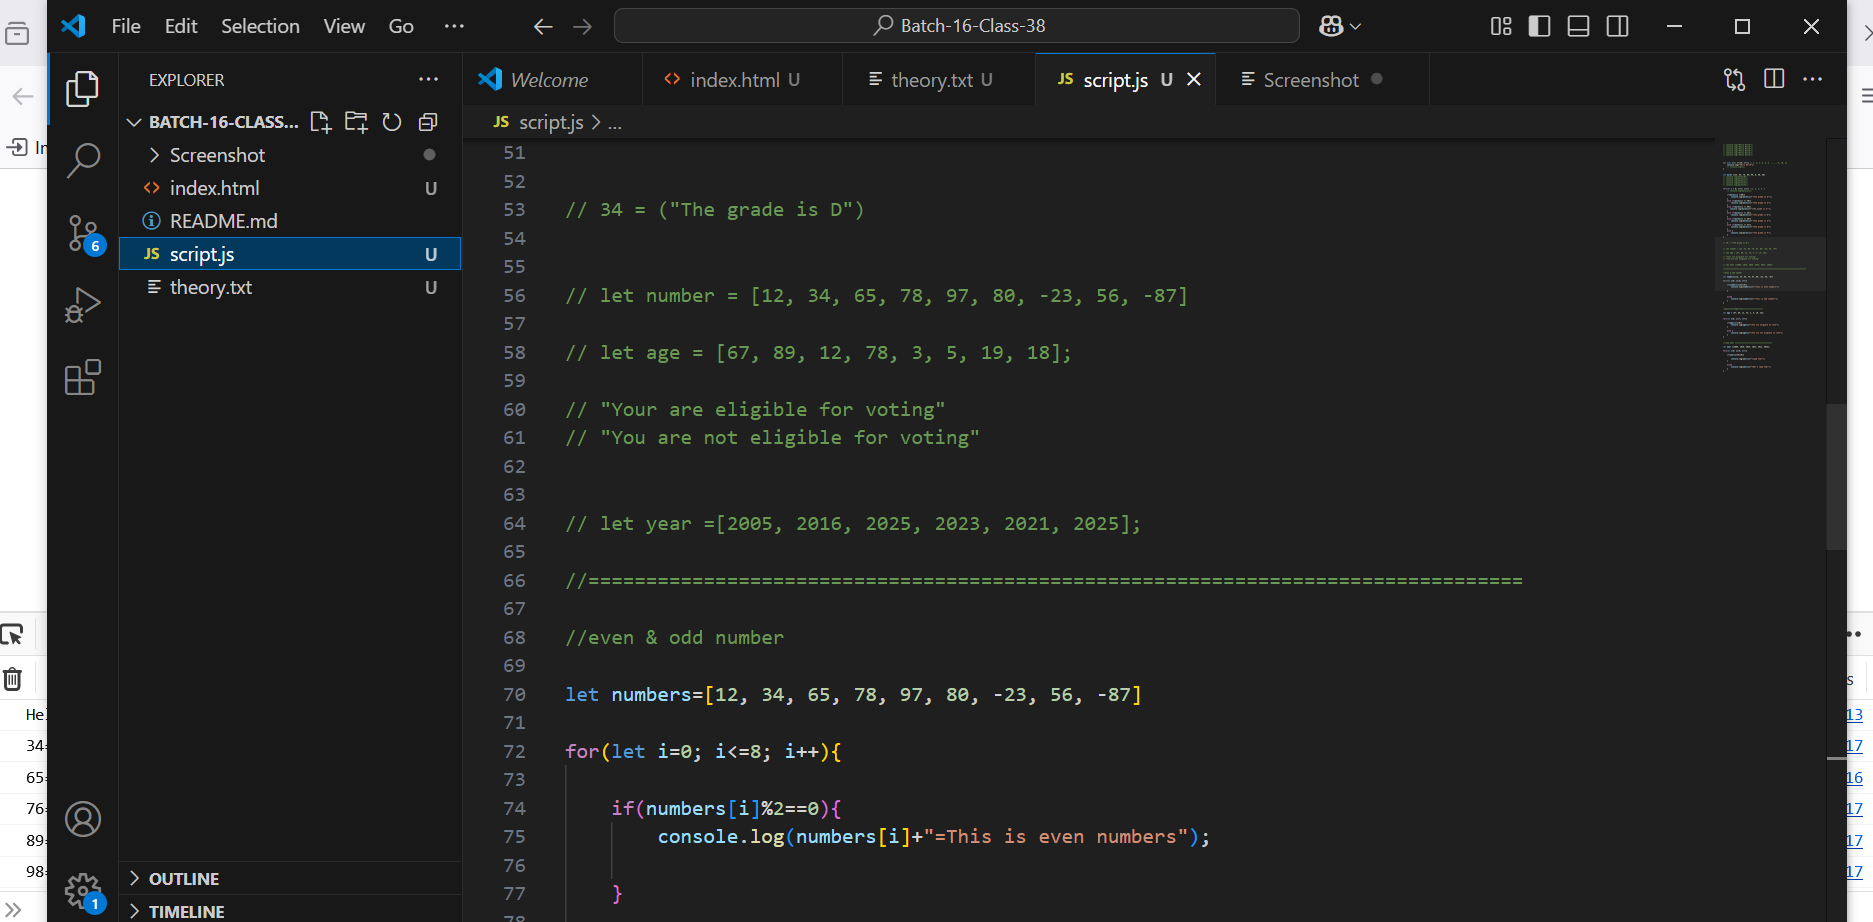 File Edit Selection View Go ··· Batch-16-Class-38
EXPLORER ···
BATCH-16-CLASS...
Screenshot
index.html U
README.md
JS script.js U
theory.txt U
6
1
OUTLINE
TIMELINE
Welcome index.html U theory.txt U JS script.js U Screenshot
JS script.js > ...
51
52
53 // 34 = ("The grade is D")
54
55
56 // let number = [12, 34, 65, 78, 97, 80, -23, 56, -87]
57
58 // let age = [67, 89, 12, 78, 3, 5, 19, 18];
59
60 // "Your are eligible for voting"
61 // "You are not eligible for voting"
62
63
64 // let year =[2005, 2016, 2025, 2023, 2021, 2025];
65
66 //=================================================================================
67
68 //even & odd number
69
70 let numbers=[12, 34, 65, 78, 97, 80, -23, 56, -87]
71
72 for(let i=0; i<=8; i++){
73
74 if(numbers[i]%2==0){
75 console.log(numbers[i]+"=This is even numbers");
76
77 }
78
34=
65=
76=
89=
98=
13
17
16
17
17
17